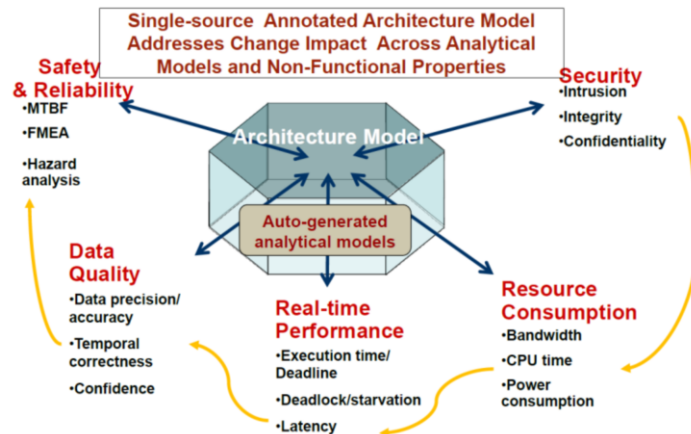 Single-source Annotated Architecture Model
Addresses Change Impact Across Analytical
Models and Non-Functional Properties
Safety
& Reliability
•MTBF
•FMEA
•Hazard
analysis
Security
•Intrusion
•Integrity
•Confidentiality
Architecture Model
Auto-generated
analytical models
Data
Quality
•Data precision/
accuracy
•Temporal
correctness
•Confidence
Real-time
Performance
•Execution time/
Deadline
•Deadlock/starvation
•Latency
Resource
Consumption
•Bandwidth
•CPU time
•Power
consumption